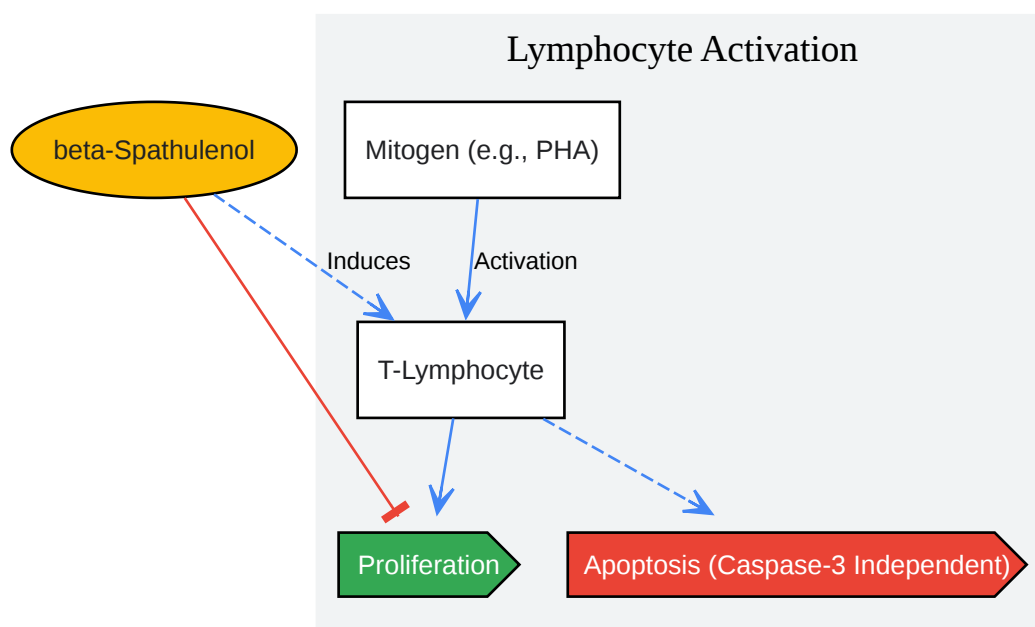 Lymphocyte Activation
beta-Spathulenol
Mitogen (e.g., PHA)
Induces
Activation
T-Lymphocyte
Proliferation
Apoptosis (Caspase-3 Independent)